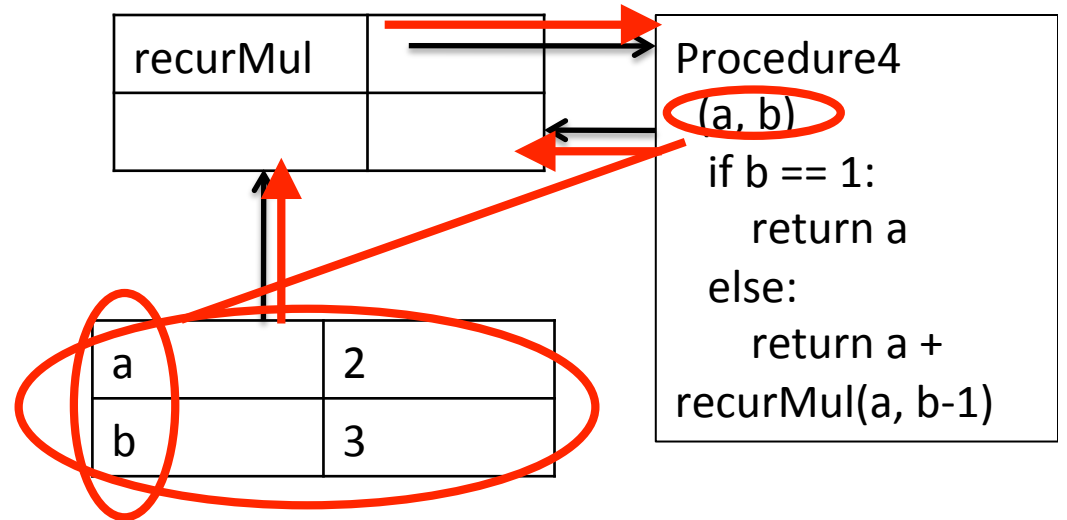 recurMul
Procedure4
(a, b)
if b == 1:
return a
else:
return a +
recurMul(a, b-1)
a 2
b 3